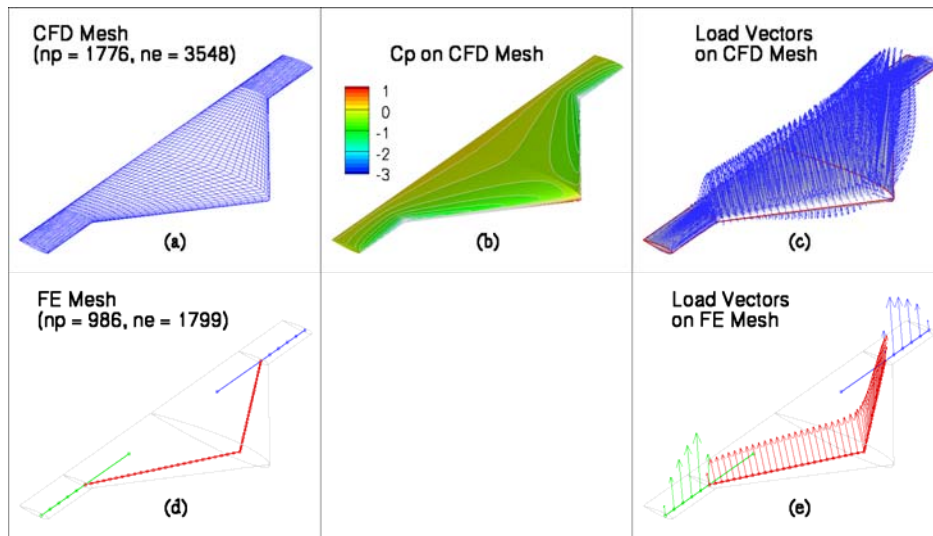 CFD Mesh
(np = 1776, ne = 3548)
(a)
Cp on CFD Mesh
1
0
-1
-2
-3
(b)
Load Vectors
on CFD Mesh
(c)
FE Mesh
(np = 986, ne = 1799)
(d)
Load Vectors
on FE Mesh
(e)